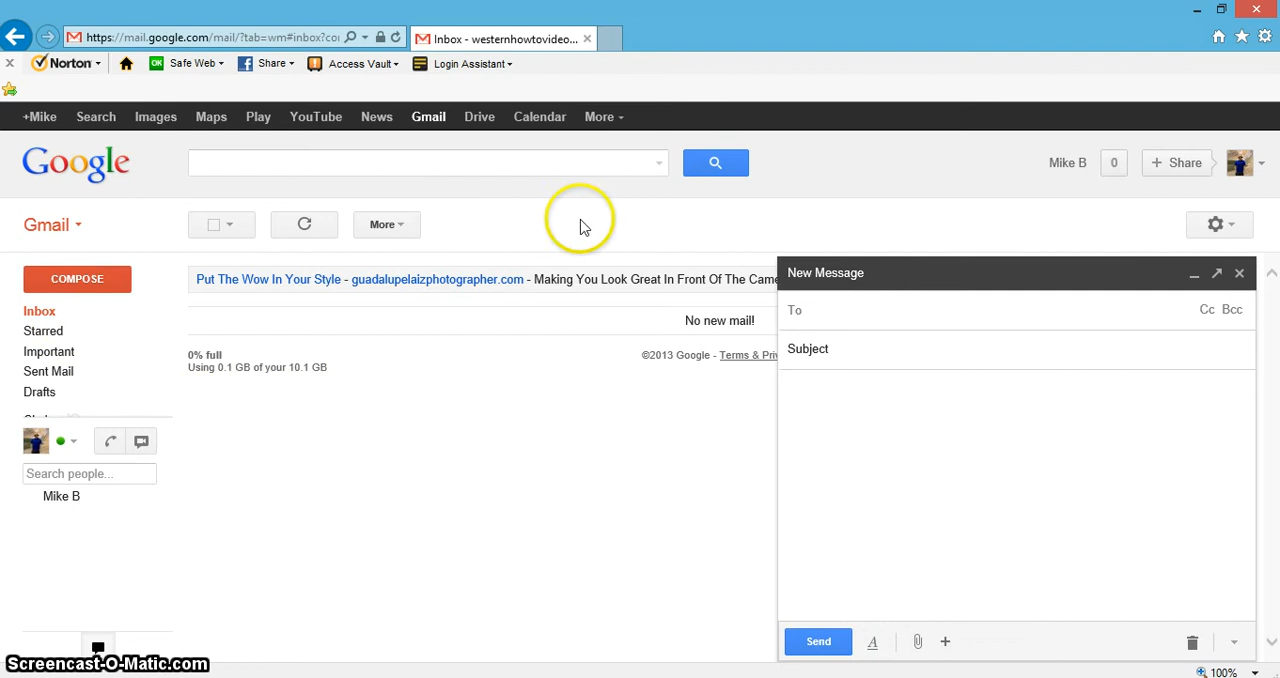 https://mail.google.com/mail/?tab=wm#inbox?co
Inbox - westernhowtovideo...
Norton
OK Safe Web
Share
Access Vault
Login Assistant
+Mike Search Images Maps Play YouTube News Gmail Drive Calendar More
Google
Mike B 0 + Share
Gmail
More
COMPOSE
Put The Wow In Your Style - guadalupelaizphotographer.com - Making You Look Great In Front Of The Came
New Message
Inbox
Starred
Important
Sent Mail
Drafts
No new mail!
0% full
Using 0.1 GB of your 10.1 GB
©2013 Google - Terms & Priv
To
Cc Bcc
Subject
Search people...
Mike B
Send A +
Screencast-O-Matic.com
100%